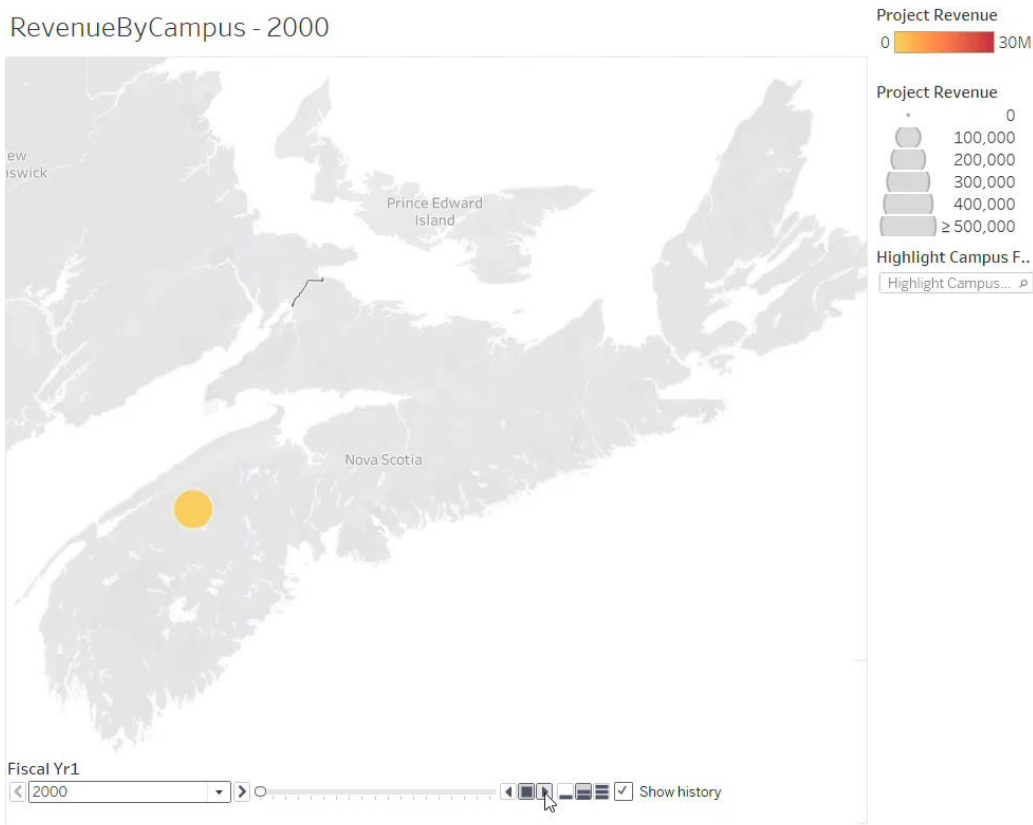 RevenueByCampus - 2000
Project Revenue
0 30M
Project Revenue
0
100,000
200,000
300,000
400,000
≥ 500,000
Highlight Campus F..
Highlight Campus...
ew
nswick
Prince Edward
Island
Nova Scotia
Fiscal Yr1
2000
Show history